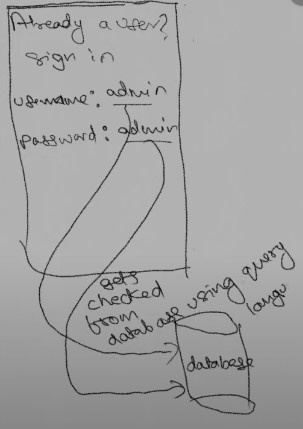 Already a user?
sign in
username: admin
password: admin
gets
checked
from
database using query
langu
database